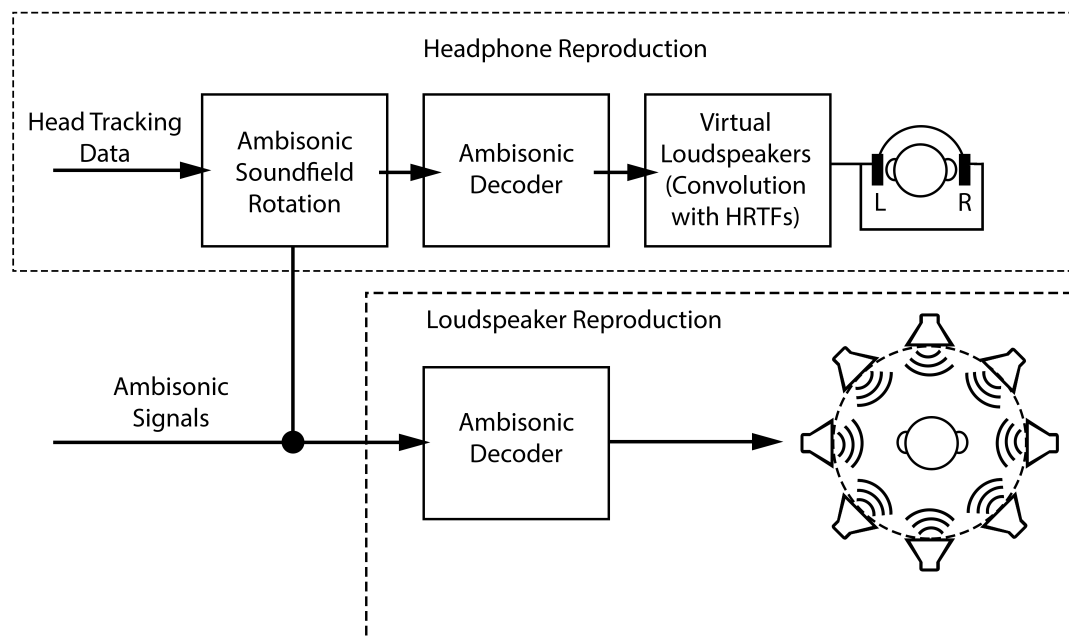 Headphone Reproduction
Head Tracking
Data
Ambisonic
Soundfield
Rotation
Ambisonic
Decoder
Virtual
Loudspeakers
(Convolution
with HRTFs)
L
R
Loudspeaker Reproduction
Ambisonic
Signals
Ambisonic
Decoder